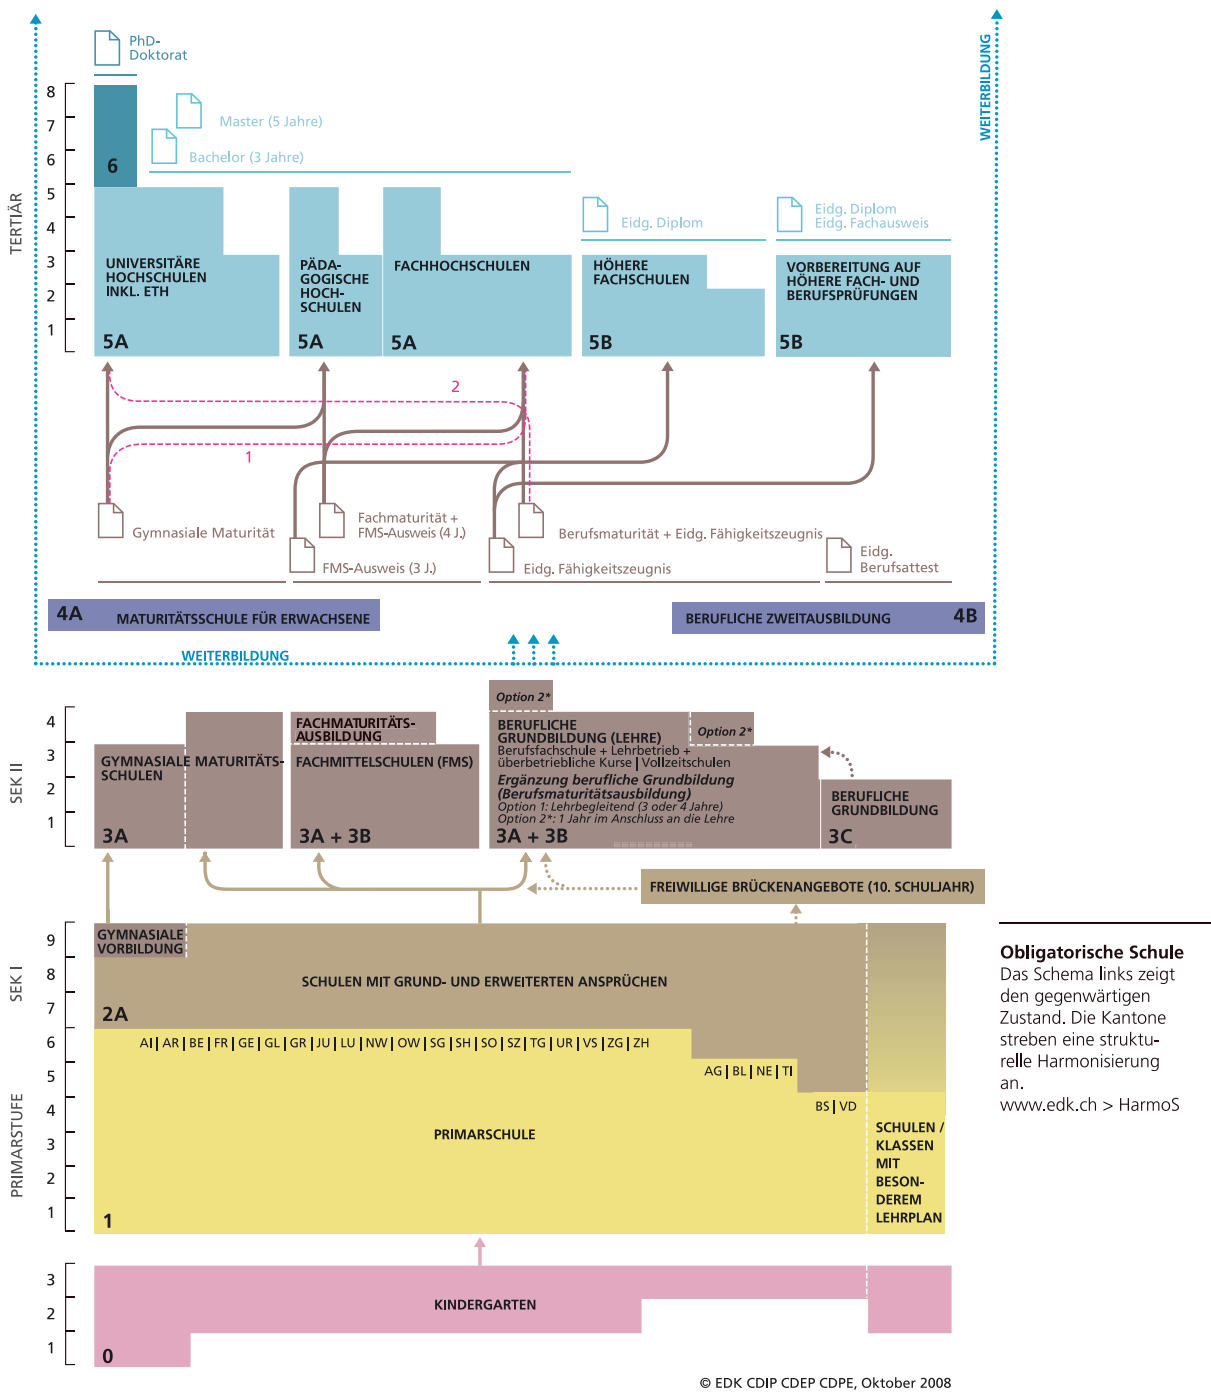 PhD-
Doktorat
WEITERBILDUNG
8
7
6
5
4
3
2
1
TERTIÄR
Master (5 Jahre)
Bachelor (3 Jahre)
6
Eidg. Diplom
Eidg. Diplom
Eidg. Fachausweis
UNIVERSITÄRE
HOCHSCHULEN
INKL. ETH
5A
PÄDA-
GOGISCHE
HOCH-
SCHULEN
5A
FACHHOCHSCHULEN
5A
HÖHERE
FACHSCHULEN
5B
VORBEREITUNG AUF
HÖHERE FACH- UND
BERUFSPRÜFUNGEN
5B
2
1
Gymnasiale Maturität
Fachmaturität +
FMS-Ausweis (4 J.)
Berufsmaturität + Eidg. Fähigkeitszeugnis
FMS-Ausweis (3 J.)
Eidg. Fähigkeitszeugnis
Eidg.
Berufsattest
4A MATURITÄTSSCHULE FÜR ERWACHSENE
BERUFLICHE ZWEITAUSBILDUNG 4B
WEITERBILDUNG
4
3
2
1
SEK II
GYMNASIALE MATURITÄTS-
SCHULEN
3A
FACHMATURITÄTS-
AUSBILDUNG
FACHMITTELSCHULEN (FMS)
3A + 3B
Option 2*
BERUFLICHE
GRUNDBILDUNG (LEHRE)
Berufsfachschule + Lehrbetrieb +
überbetriebliche Kurse | Vollzeitschulen
Ergänzung berufliche Grundbildung
(Berufsmaturitätsausbildung)
Option 1: Lehrbegleitend (3 oder 4 Jahre)
Option 2*: 1 Jahr im Anschluss an die Lehre
3A + 3B
Option 2*
BERUFLICHE
GRUNDBILDUNG
3C
FREIWILLIGE BRÜCKENANGEBOTE (10. SCHULJAHR)
9
8
7
SEK I
GYMNASIALE
VORBILDUNG
SCHULEN MIT GRUND- UND ERWEITERTEN ANSPRÜCHEN
2A
6
5
4
3
2
1
PRIMARSTUFE
AI | AR | BE | FR | GE | GL | GR | JU | LU | NW | OW | SG | SH | SO | SZ | TG | UR | VS | ZG | ZH
AG | BL | NE | TI
BS | VD
PRIMARSCHULE
1
SCHULEN /
KLASSEN
MIT
BESON-
DEREM
LEHRPLAN
3
2
1
KINDERGARTEN
0
Obligatorische Schule
Das Schema links zeigt
den gegenwärtigen
Zustand. Die Kantone
streben eine struktu-
relle Harmonisierung
an.
www.edk.ch > HarmoS
WEITERBILDUNG
© EDK CDIP CDEP CDPE, Oktober 2008